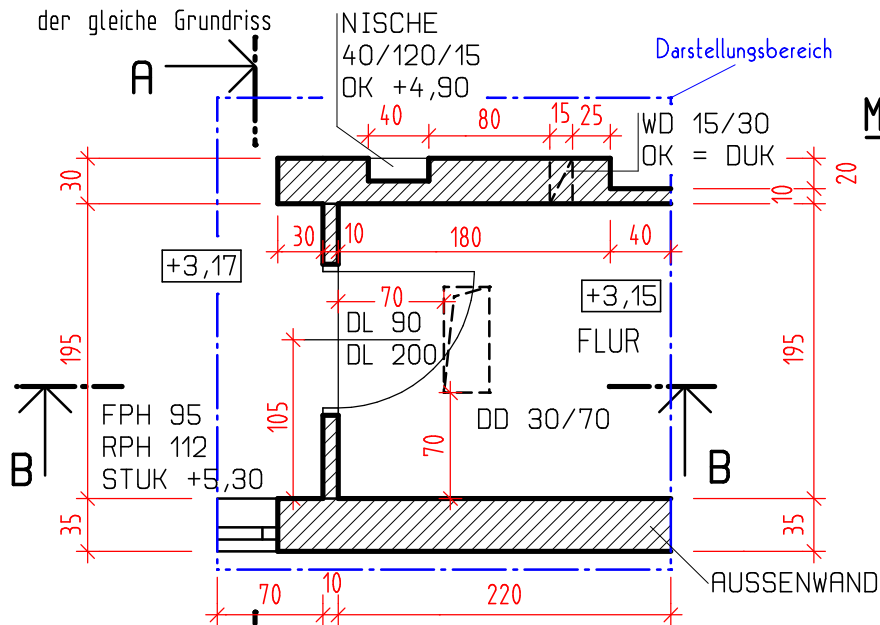 der gleiche Grundriss
NISCHE
40/120/15
OK +4,90
Darstellungsbereich
A
M
40
80
15
25
WD 15/30
OK = DUK
30
20
10
30
10
180
40
+3,17
+3,15
70
DL 90
DL 200
FLUR
195
195
105
FPH 95
RPH 112
STUK +5,30
DD 30/70
70
B
B
35
35
AUSSENWAND
70
10
220